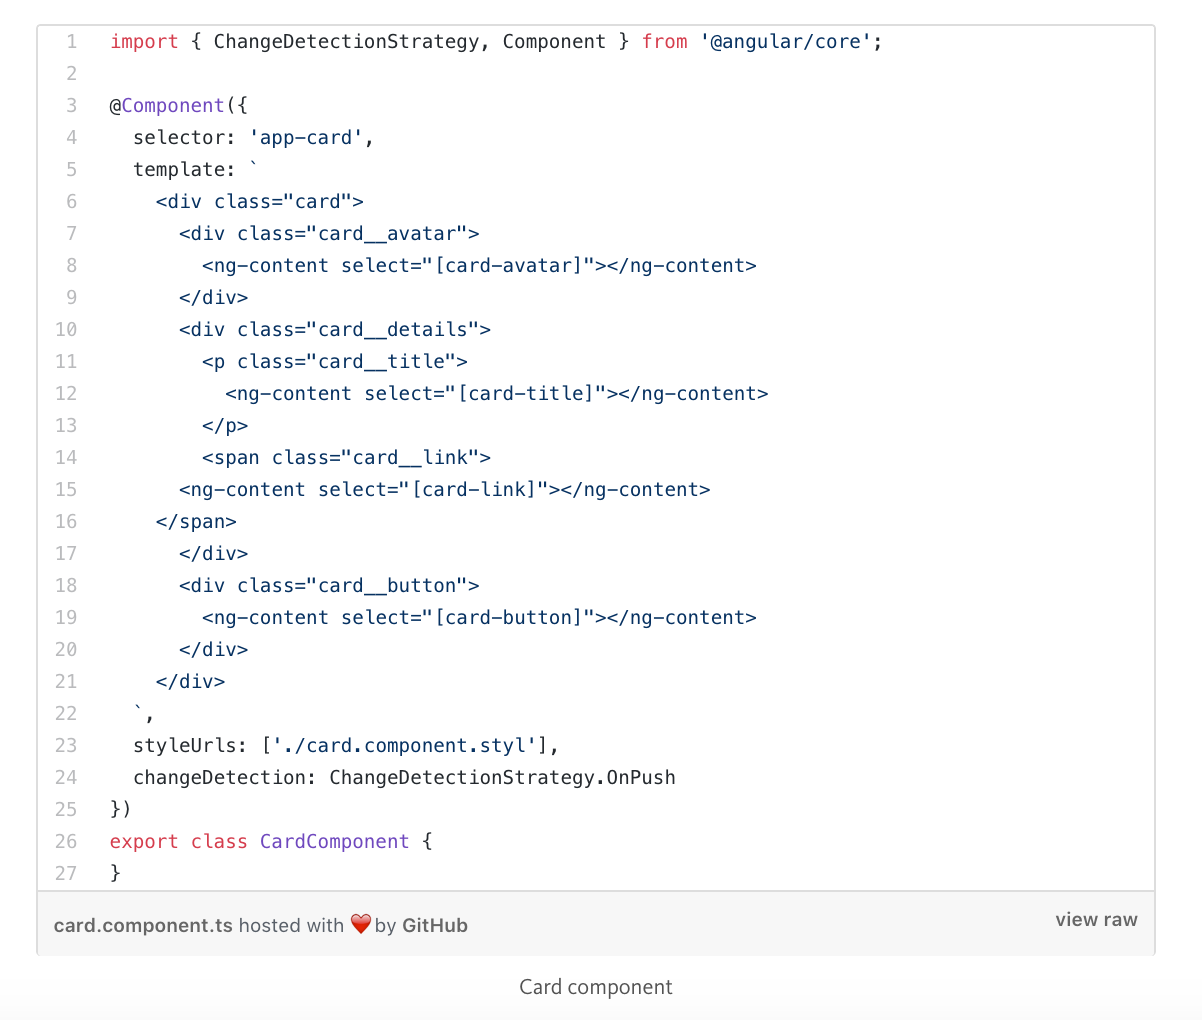 1 import { ChangeDetectionStrategy, Component } from '@angular/core';
2
3 @Component({
4   selector: 'app-card',
5   template: `
6     <div class="card">
7       <div class="card__avatar">
8         <ng-content select="[card-avatar]"></ng-content>
9       </div>
10       <div class="card__details">
11         <p class="card__title">
12           <ng-content select="[card-title]"></ng-content>
13         </p>
14         <span class="card__link">
15       <ng-content select="[card-link]"></ng-content>
16     </span>
17       </div>
18       <div class="card__button">
19         <ng-content select="[card-button]"></ng-content>
20       </div>
21     </div>
22   `,
23   styleUrls: ['./card.component.styl'],
24   changeDetection: ChangeDetectionStrategy.OnPush
25 })
26 export class CardComponent {
27 }
card.component.ts hosted with ❤️ by GitHub view raw
Card component